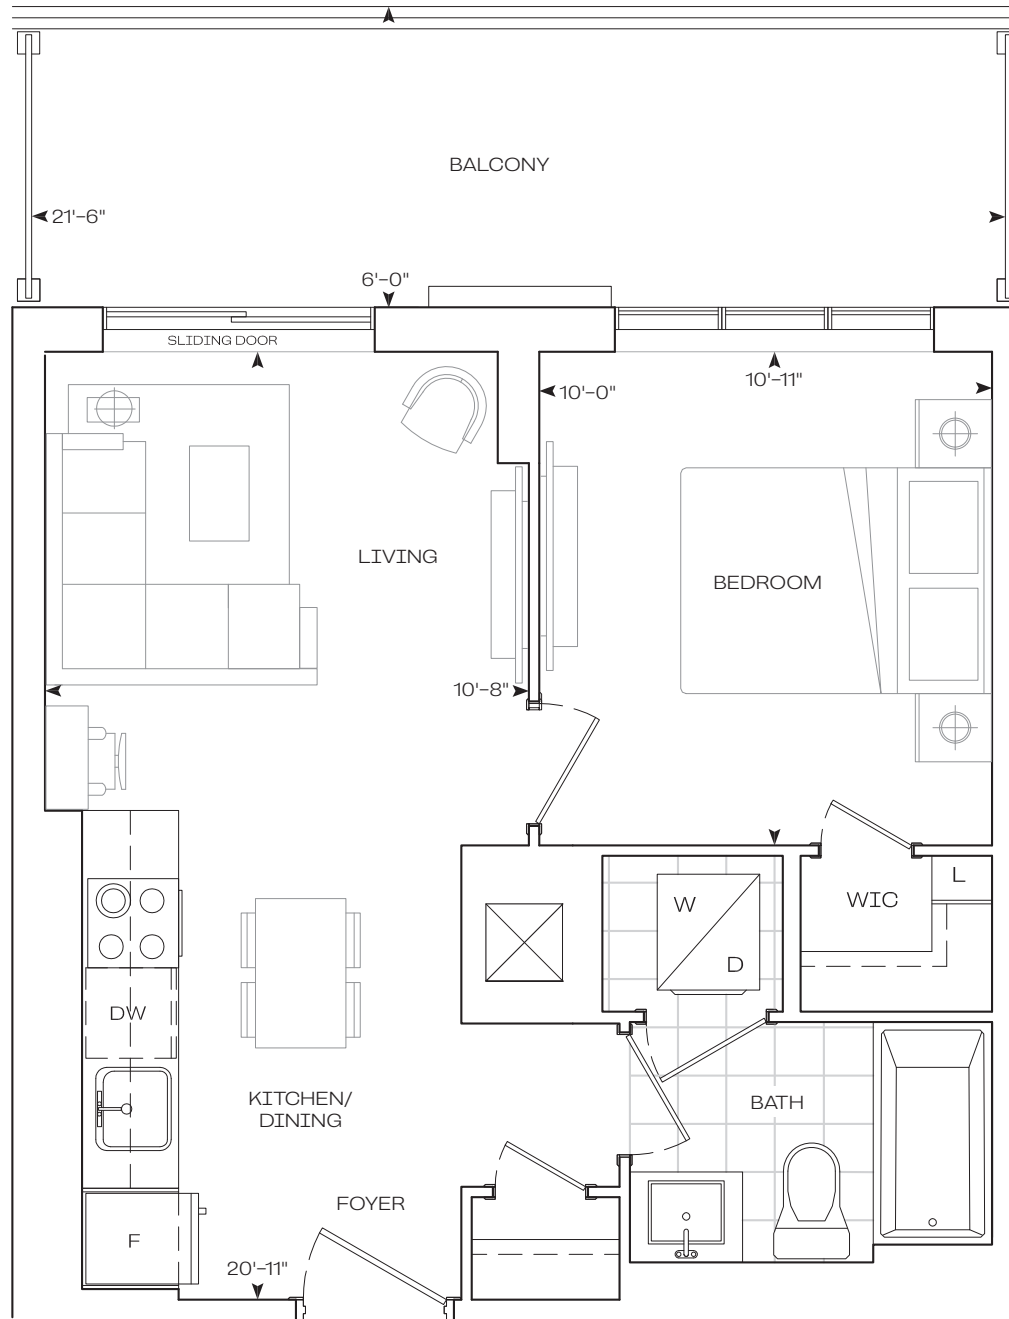 BALCONY
21'-6"
6'-0"
SLIDING DOOR
10'-0"
10'-11"
LIVING
BEDROOM
10'-8"
L
WIC
W
D
DW
BATH
KITCHEN/
DINING
FOYER
F
20'-11"